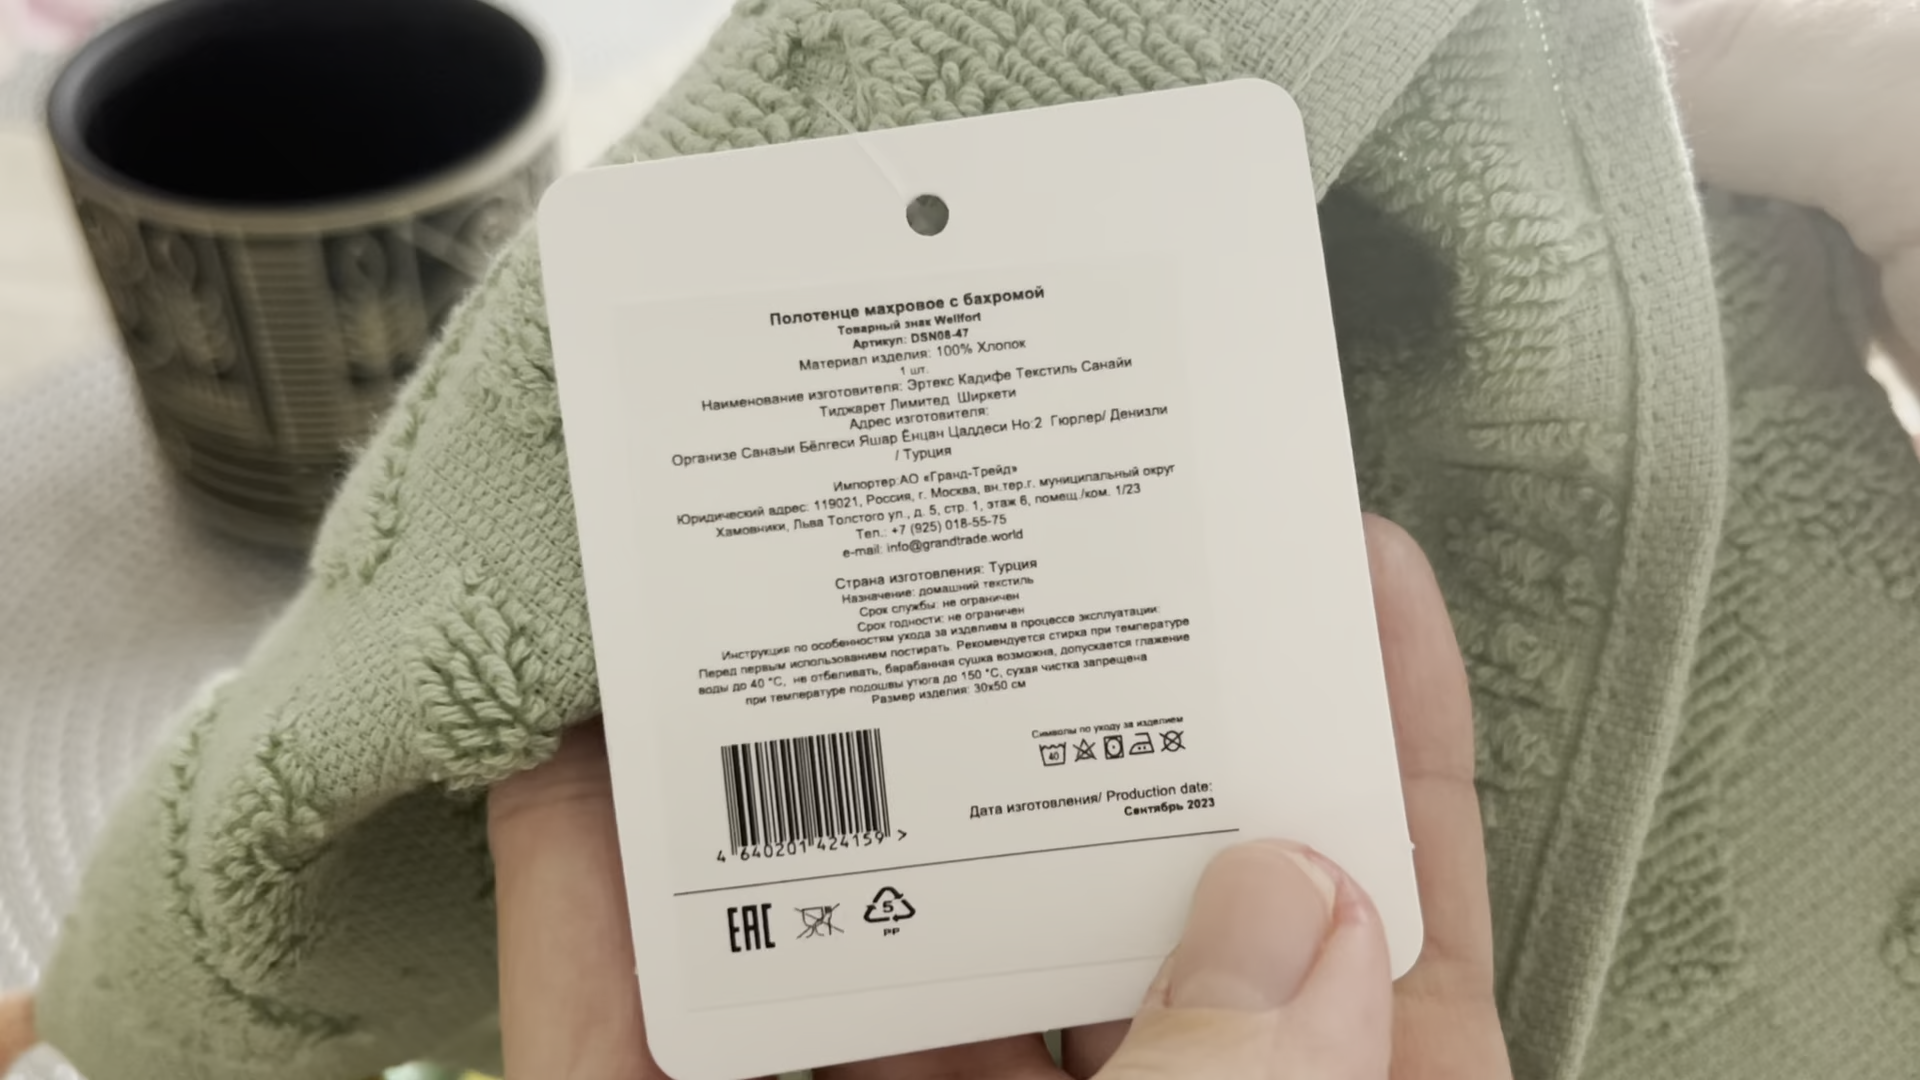 Полотенце махровое с бахромой
Товарный знак Wellfort
Артикул: DSN08-47
Материал изделия: 100% Хлопок
1 шт.
Наименование изготовителя: Эртекс Кадифе Текстиль Санайи
Тиджарет Лимитед Ширкети
Адрес изготовителя:
Организе Санаыи Бёлгеси Яшар Ёнцан Цаддеси Но:2 Гюрлер/ Денизли
/ Турция
Импортер:АО «Гранд-Трейд»
Юридический адрес: 119021, Россия, г. Москва, вн.тер.г. муниципальный округ
Хамовники, Льва Толстого ул., д. 5, стр. 1, этаж 6, помещ./ком. 1/23
Тел.: +7 (925) 018-55-75
e-mail: info@grandtrade.world
Страна изготовления: Турция
Назначение: домашний текстиль
Срок службы: не ограничен
Срок годности: не ограничен
Инструкция по особенностям ухода за изделием в процессе эксплуатации:
Перед первым использованием постирать. Рекомендуется стирка при температуре
воды до 40 °С, не отбеливать, барабанная сушка возможна, допускается глажение
при температуре подошвы утюга до 150 °С, сухая чистка запрещена
Размер изделия: 30х50 см
Символы по уходу за изделием
40
Дата изготовления/ Production date:
Сентябрь 2023
4 640201 424159 >
EAC
5
PP